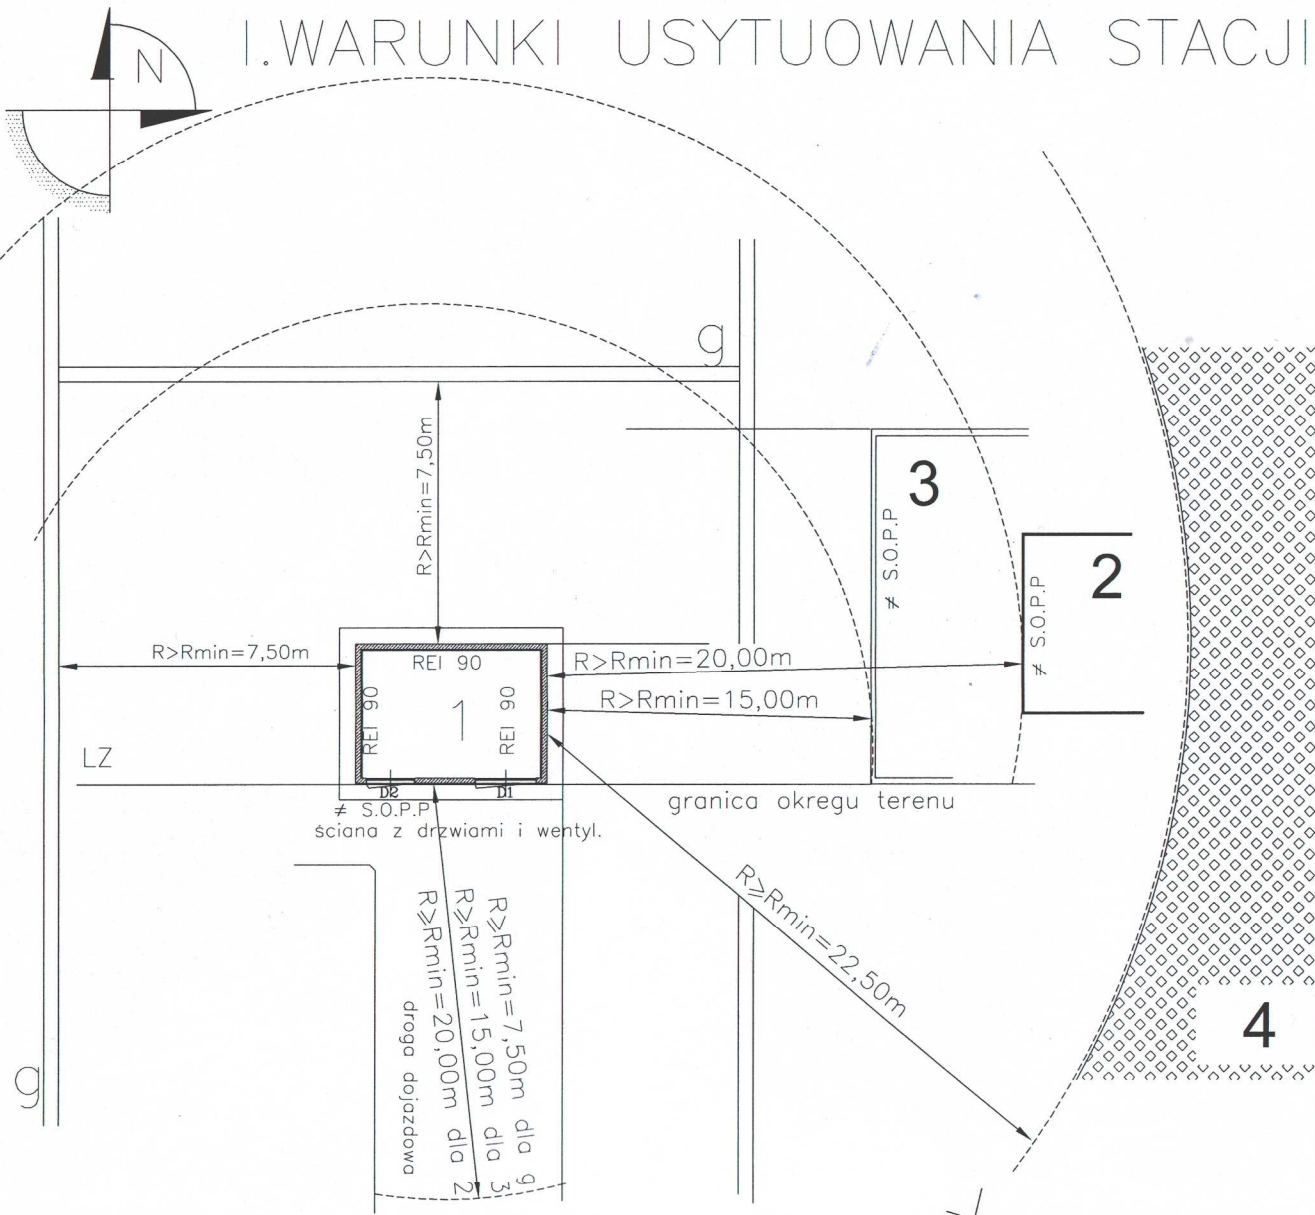 I.WARUNKI USYTUOWANIA STACJI
N
g
R>Rmin=7,50m
3
≠ S.O.P.P
2
≠ S.O.P.P
R>Rmin=7,50m
REI 90
R>Rmin=20,00m
REI 90
1
REI 90
R>Rmin=15,00m
LZ
D2
D1
≠ S.O.P.P
ściana z drzwiami i wentyl.
granica okregu terenu
R⩾Rmin=22,50m
R⩾Rmin=7,50m dla g
R⩾Rmin=15,00m dla 3
R⩾Rmin=20,00m dla 2
droga dojazdowa
4
g